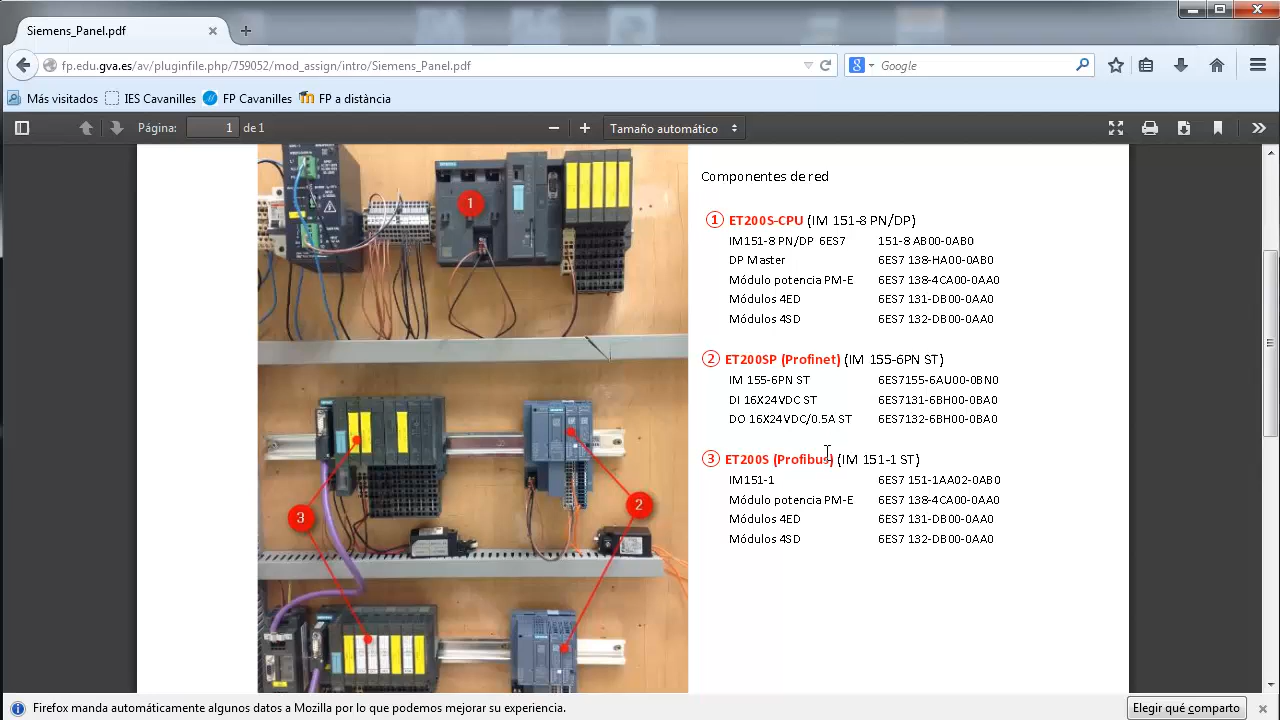 Siemens_Panel.pdf
fp.edu.gva.es/av/pluginfile.php/759052/mod_assign/intro/Siemens_Panel.pdf
Google
Más visitados IES Cavanilles FP Cavanilles FP a distància
Página: 1 de 1 Tamaño automático
Componentes de red
1 ET200S-CPU (IM 151-8 PN/DP)
IM151-8 PN/DP 6ES7 151-8 AB00-0AB0
DP Master 6ES7 138-HA00-0AB0
Módulo potencia PM-E 6ES7 138-4CA00-0AA0
Módulos 4ED 6ES7 131-DB00-0AA0
Módulos 4SD 6ES7 132-DB00-0AA0
2 ET200SP (Profinet) (IM 155-6PN ST)
IM 155-6PN ST 6ES7155-6AU00-0BN0
DI 16X24VDC ST 6ES7131-6BH00-0BA0
DO 16X24VDC/0.5A ST 6ES7132-6BH00-0BA0
3 ET200S (Profibus) (IM 151-1 ST)
IM151-1 6ES7 151-1AA02-0AB0
Módulo potencia PM-E 6ES7 138-4CA00-0AA0
Módulos 4ED 6ES7 131-DB00-0AA0
Módulos 4SD 6ES7 132-DB00-0AA0
1
3
2
Firefox manda automáticamente algunos datos a Mozilla por lo que podemos mejorar su experiencia. Elegir qué comparto